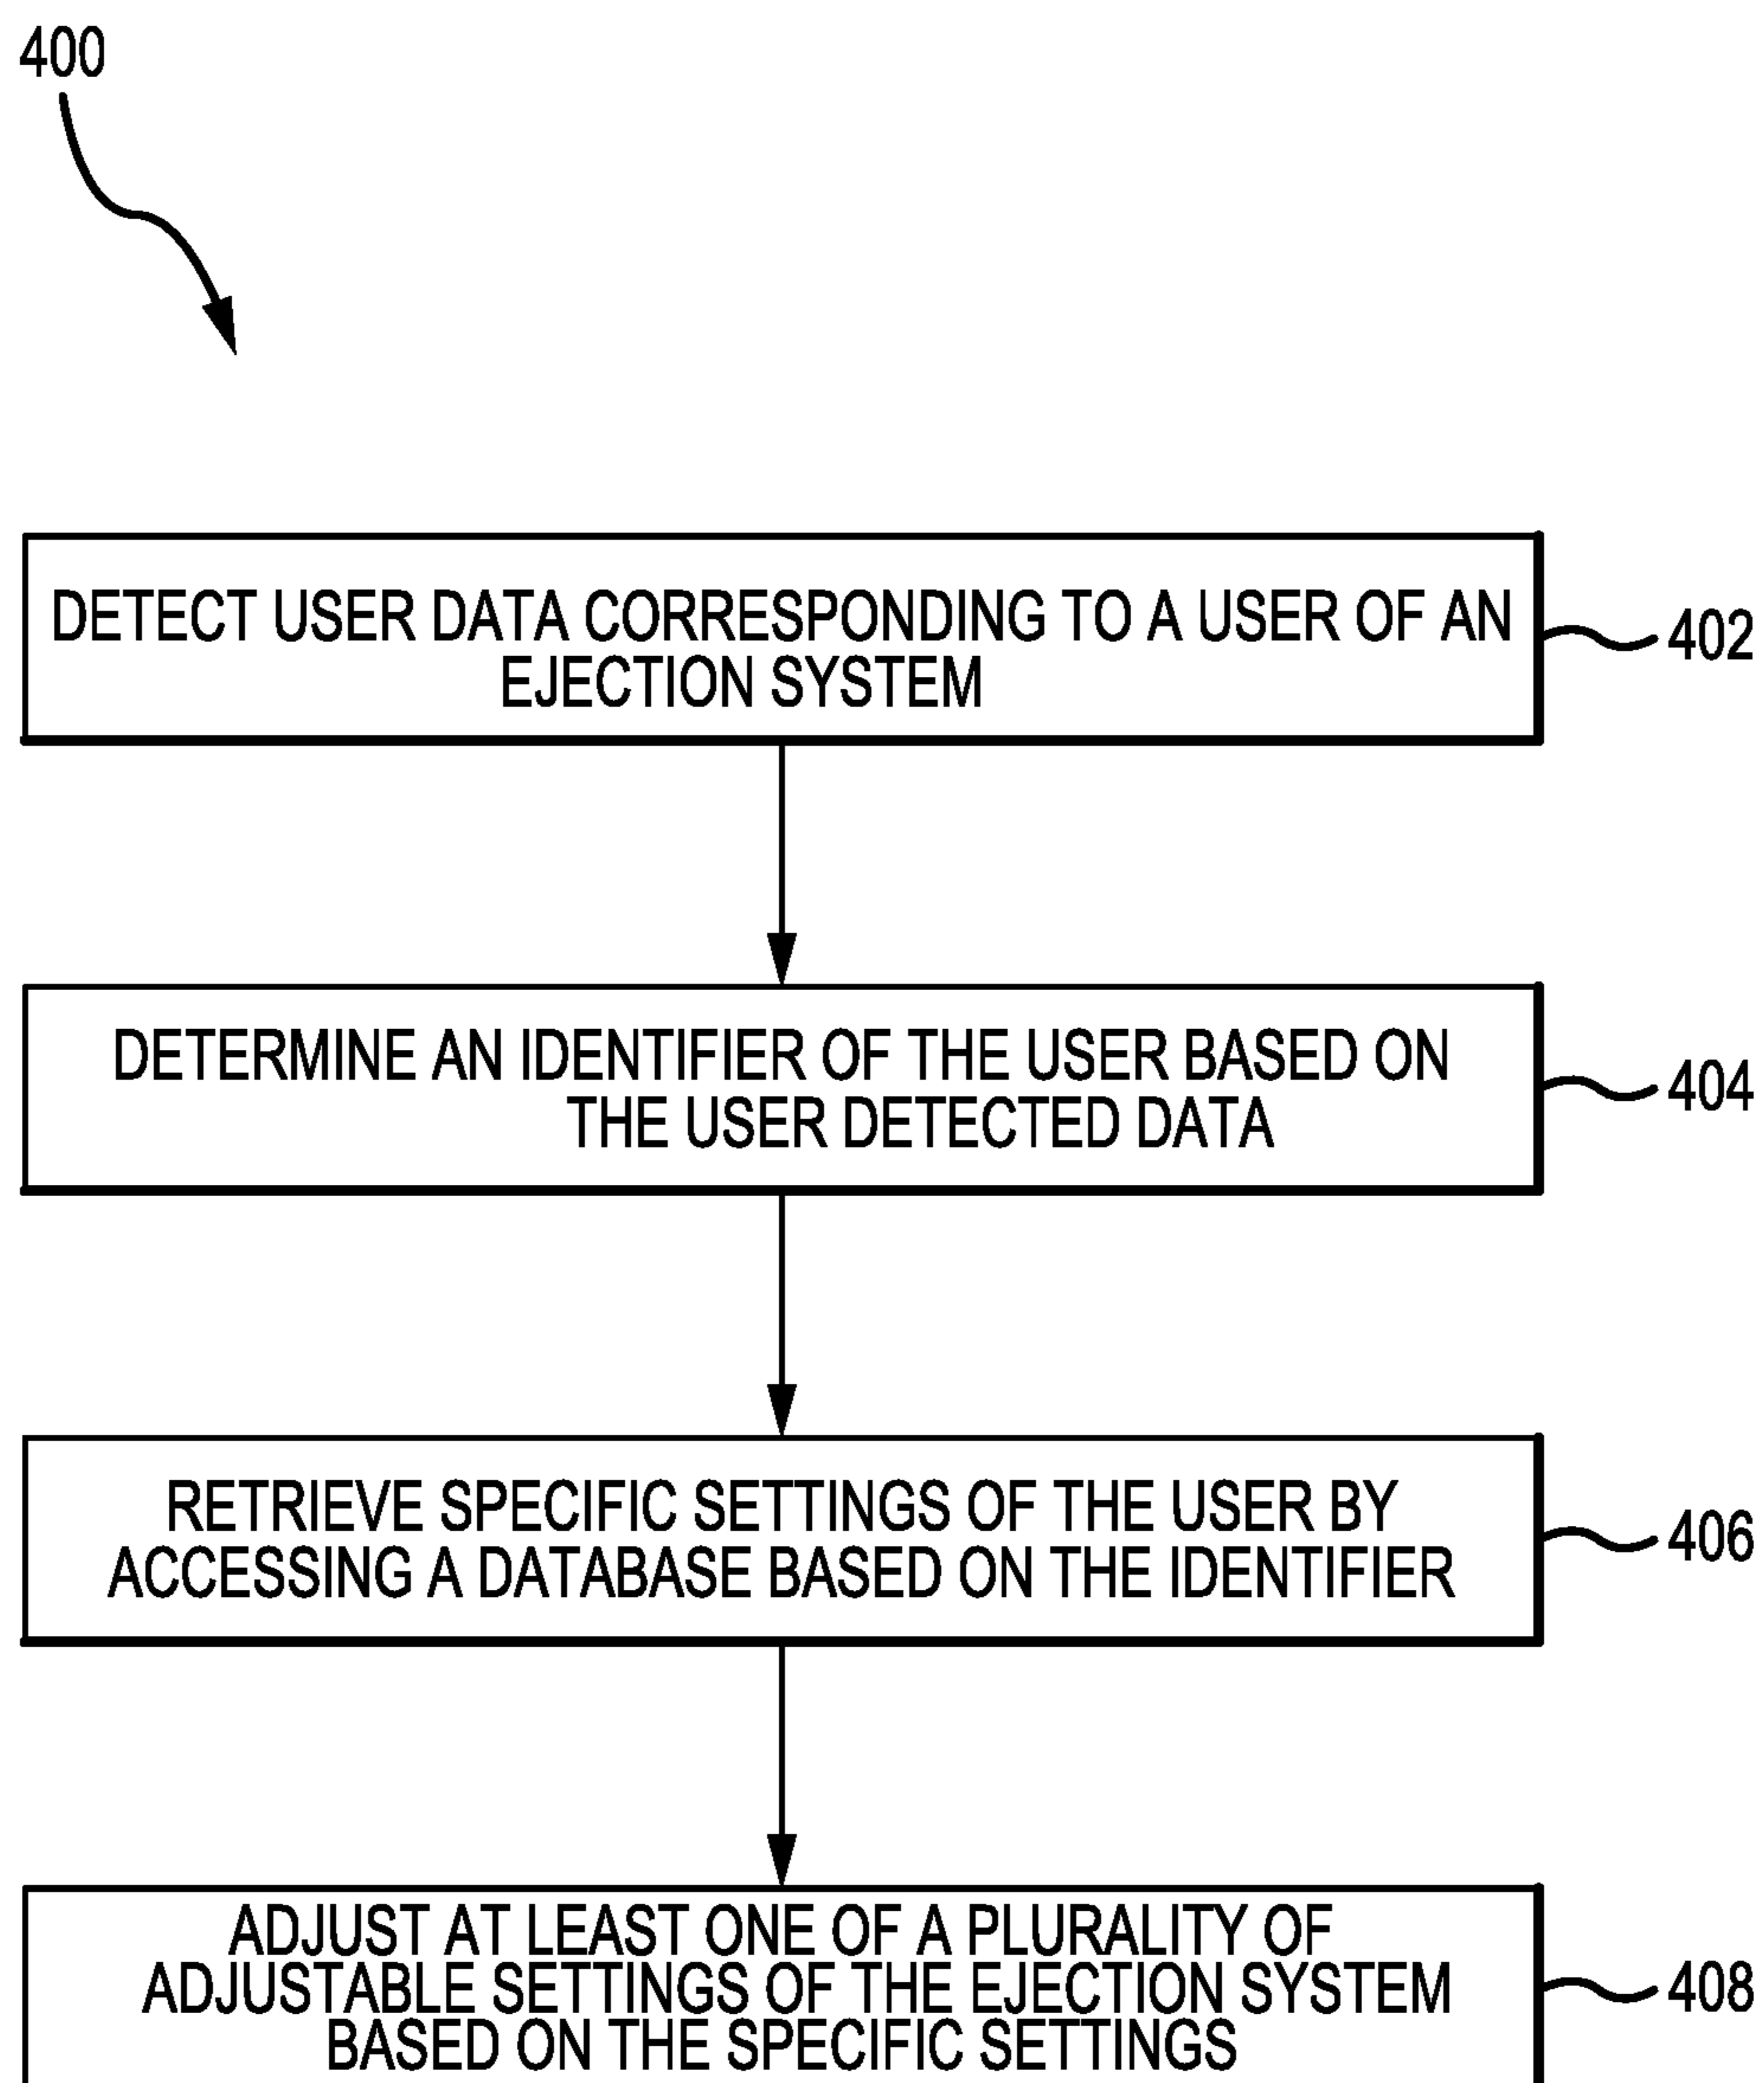 400
DETECT USER DATA CORRESPONDING TO A USER OF AN
EJECTION SYSTEM
402
DETERMINE AN IDENTIFIER OF THE USER BASED ON
THE USER DETECTED DATA
404
RETRIEVE SPECIFIC SETTINGS OF THE USER BY
ACCESSING A DATABASE BASED ON THE IDENTIFIER
406
ADJUST AT LEAST ONE OF A PLURALITY OF
ADJUSTABLE SETTINGS OF THE EJECTION SYSTEM
BASED ON THE SPECIFIC SETTINGS
408